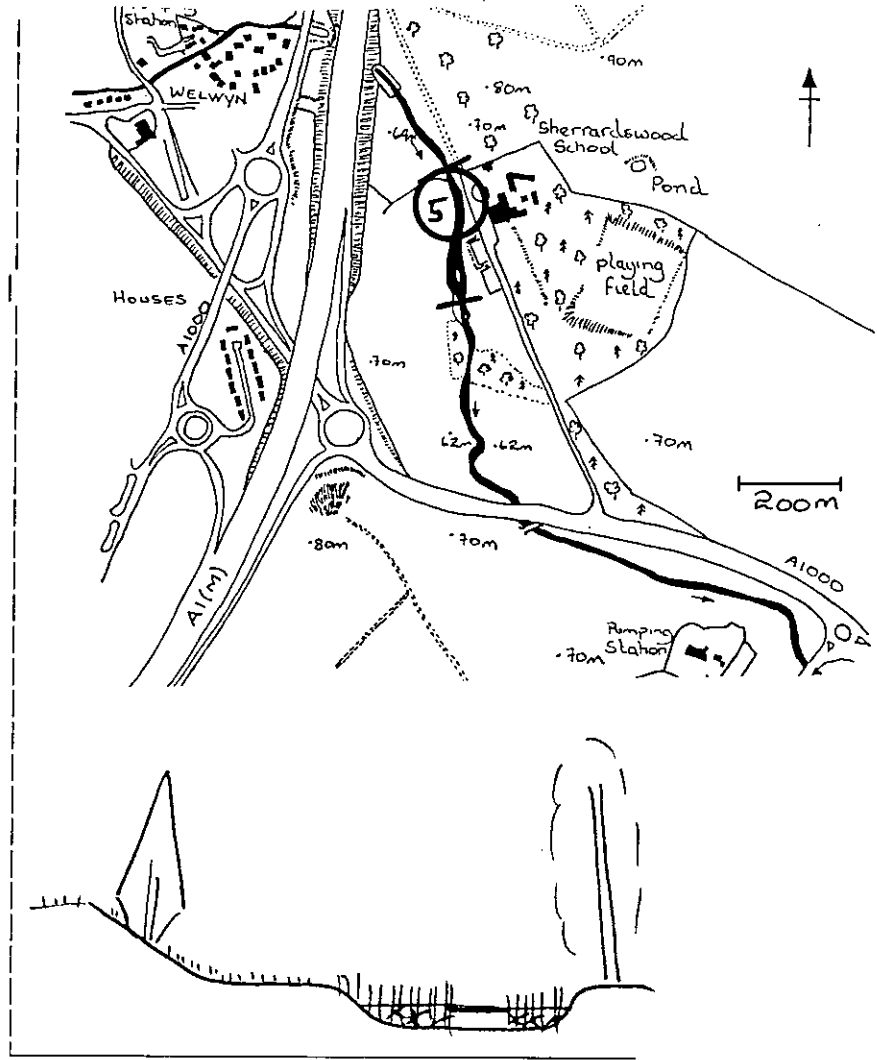 Station
WELWYN
.90m
.80m
.70m
.64m
Sherrardswood
School
Pond
5
playing
field
HOUSES
A1000
.70m
62m
.62m
.70m
200m
A1(M)
.80m
.70m
A1000
Pumping
Station
.70m